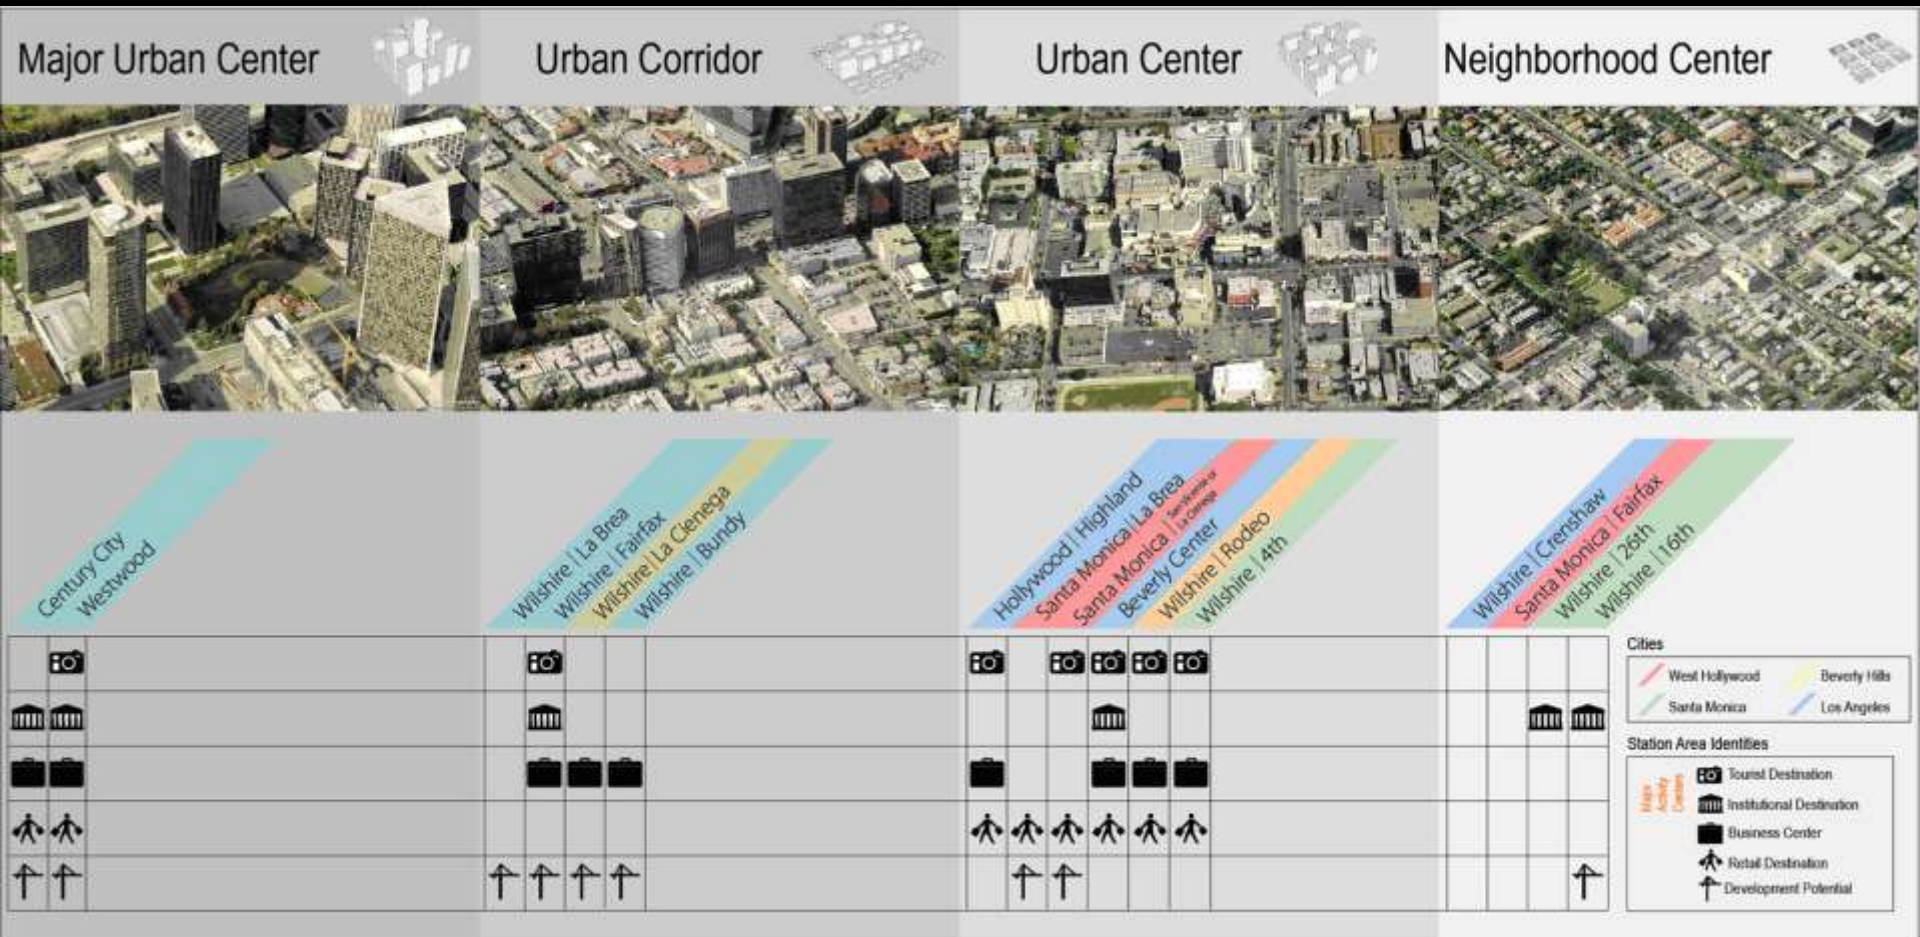 Major Urban Center
Urban Corridor
Urban Center
Neighborhood Center
Century City
Westwood
Wilshire | La Brea
Wilshire | Fairfax
Wilshire | La Cienega
Wilshire | Bundy
Hollywood | Highland
Santa Monica | La Brea
Santa Monica | San Vicente or
La Cienega
Beverly Center
Wilshire | Rodeo
Wilshire | 4th
Wilshire | Crenshaw
Santa Monica | Fairfax
Wilshire | 26th
Wilshire | 16th
Cities
West Hollywood
Beverly Hills
Santa Monica
Los Angeles
Station Area Identities
Major
Activity
Centers
Tourist Destination
Institutional Destination
Business Center
Retail Destination
Development Potential